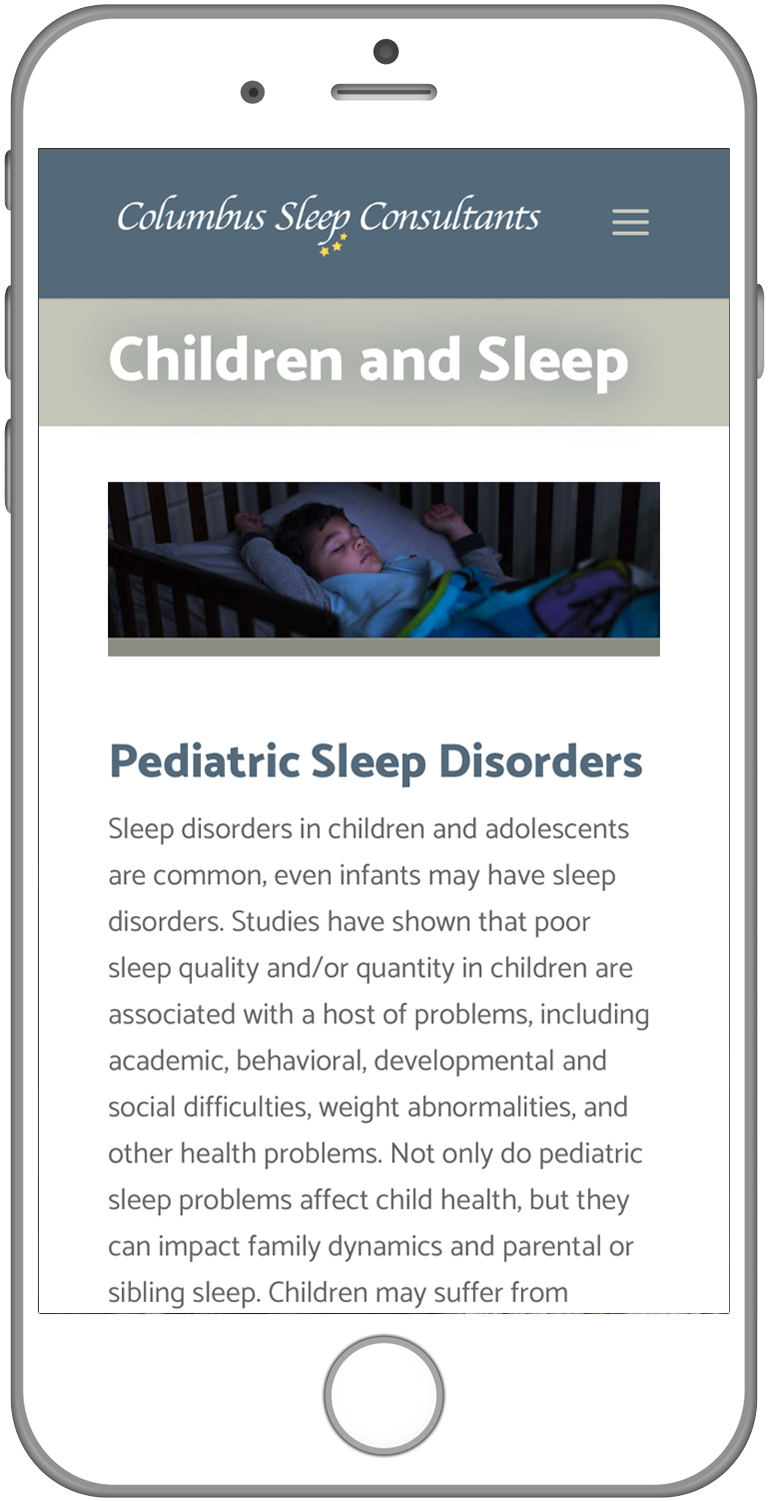 Columbus Sleep Consultants
Children and Sleep
Pediatric Sleep Disorders
Sleep disorders in children and adolescents
are common, even infants may have sleep
disorders. Studies have shown that poor
sleep quality and/or quantity in children are
associated with a host of problems, including
academic, behavioral, developmental and
social difficulties, weight abnormalities, and
other health problems. Not only do pediatric
sleep problems affect child health, but they
can impact family dynamics and parental or
sibling sleep. Children may suffer from